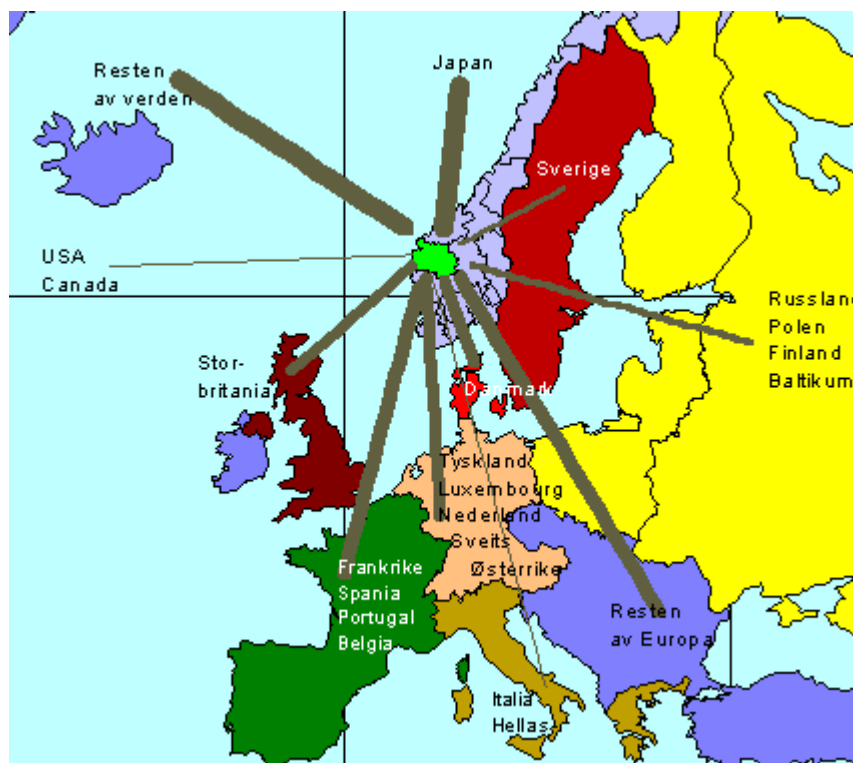 Resten
av verden
Japan
Sverige
USA
Canada
Russland
Polen
Finland
Baltikum
Stor-
britania
Danmark
Tyskland
Luxembourg
Nederland
Sveits
Østerrike
Frankrike
Spania
Portugal
Belgia
Resten
av Europa
Italia
Hellas